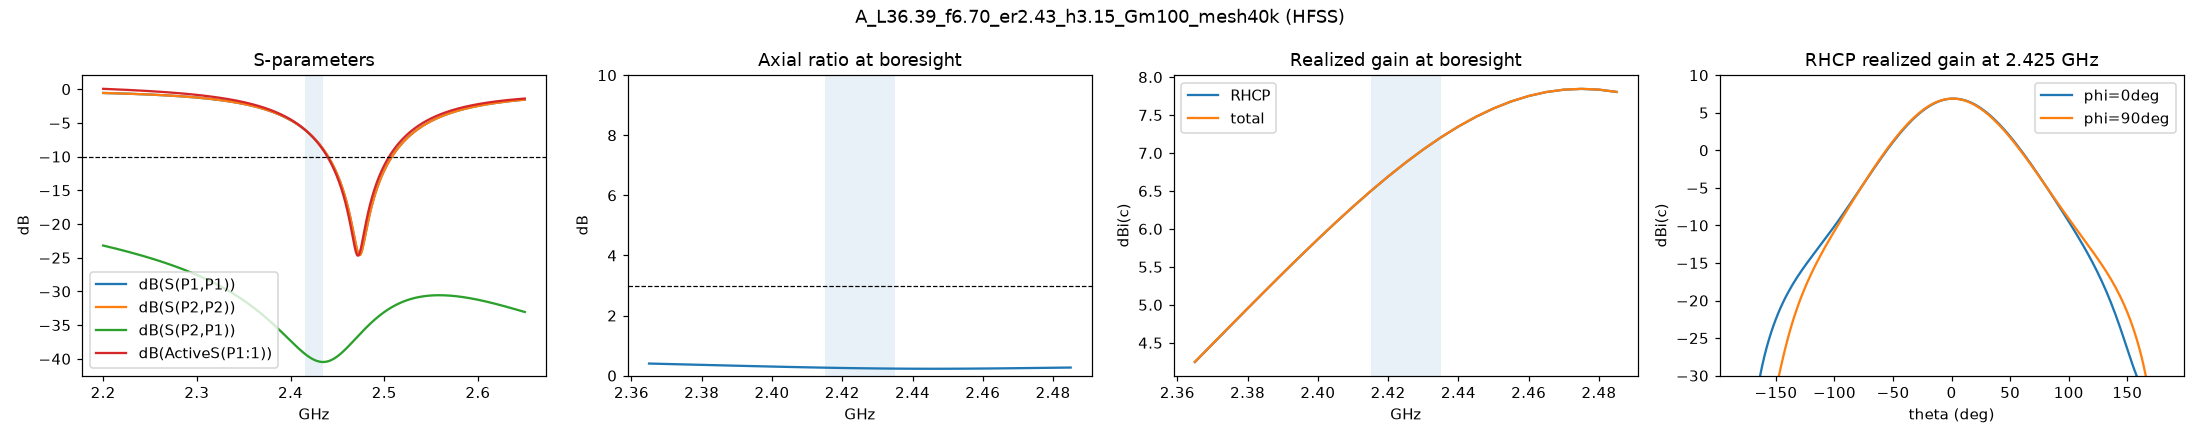 A_L36.39_f6.70_er2.43_h3.15_Gm100_mesh40k (HFSS)
S-parameters
0
−5
−10
−15
−20
−25
−30
−35
−40
dB
2.2
2.3
2.4
2.5
2.6
GHz
dB(S(P1,P1))
dB(S(P2,P2))
dB(S(P2,P1))
dB(ActiveS(P1:1))
Axial ratio at boresight
10
8
6
4
2
0
dB
2.36
2.38
2.40
2.42
2.44
2.46
2.48
GHz
Realized gain at boresight
8.0
7.5
7.0
6.5
6.0
5.5
5.0
4.5
dBi(c)
2.36
2.38
2.40
2.42
2.44
2.46
2.48
GHz
RHCP
total
RHCP realized gain at 2.425 GHz
10
5
0
−5
−10
−15
−20
−25
−30
dBi(c)
−150
−100
−50
0
50
100
150
theta (deg)
phi=0deg
phi=90deg